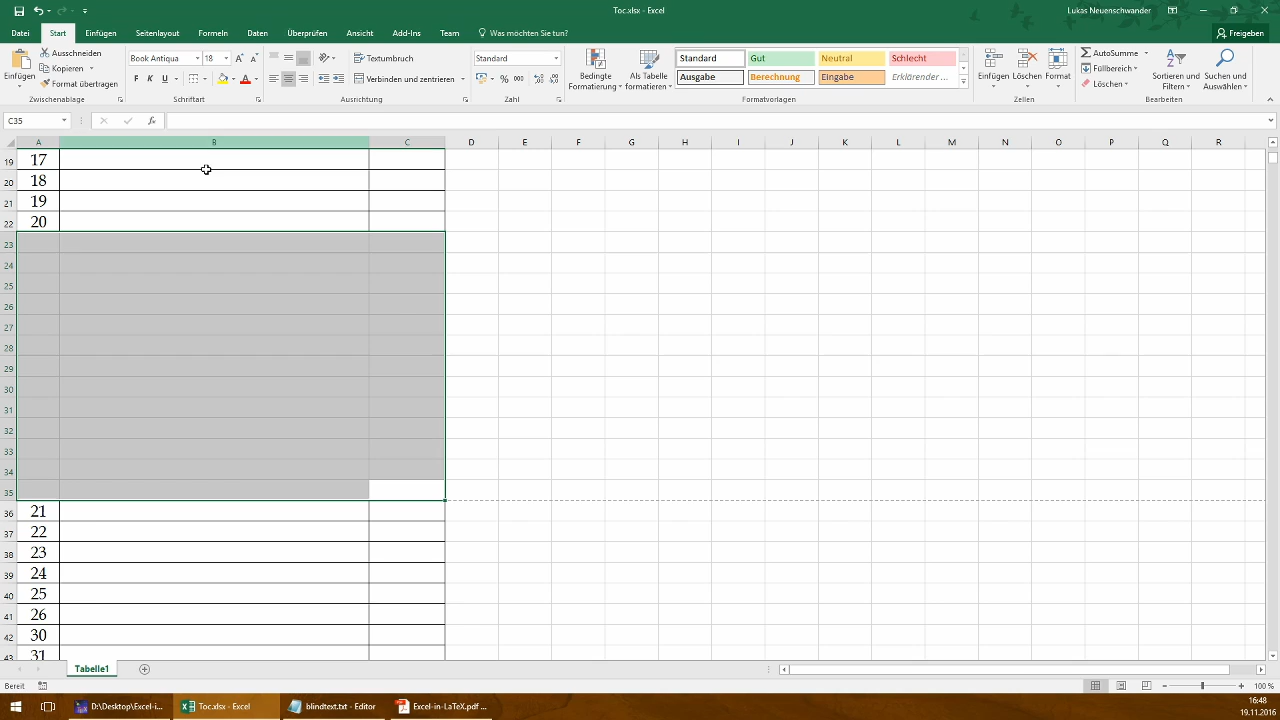 Toc.xlsx - Excel
Lukas Neuenschwander
Datei Start Einfügen Seitenlayout Formeln Daten Überprüfen Ansicht Add-Ins Team Was möchten Sie tun? Freigeben
Einfügen
Ausschneiden
Kopieren
Format übertragen
Zwischenablage
Book Antiqua 18
F K U
Schriftart
Textumbruch
Verbinden und zentrieren
Ausrichtung
Standard
% 000
Zahl
Bedingte Formatierung
Als Tabelle formatieren
Standard Gut Neutral Schlecht
Ausgabe Berechnung Eingabe Erklärender ...
Formatvorlagen
Einfügen Löschen Format
Zellen
AutoSumme
Füllbereich
Löschen
Sortieren und Filtern
Suchen und Auswählen
Bearbeiten
C35 fx
A B C D E F G H I J K L M N O P Q R
19 17
20 18
21 19
22 20
23
24
25
26
27
28
29
30
31
32
33
34
35
36 21
37 22
38 23
39 24
40 25
41 26
42 30
43 31
Tabelle1
Bereit 100 %
D:\Desktop\Excel-i... Toc.xlsx - Excel blindtext.txt - Editor Excel-in-LaTeX.pdf ... 16:48
19.11.2016